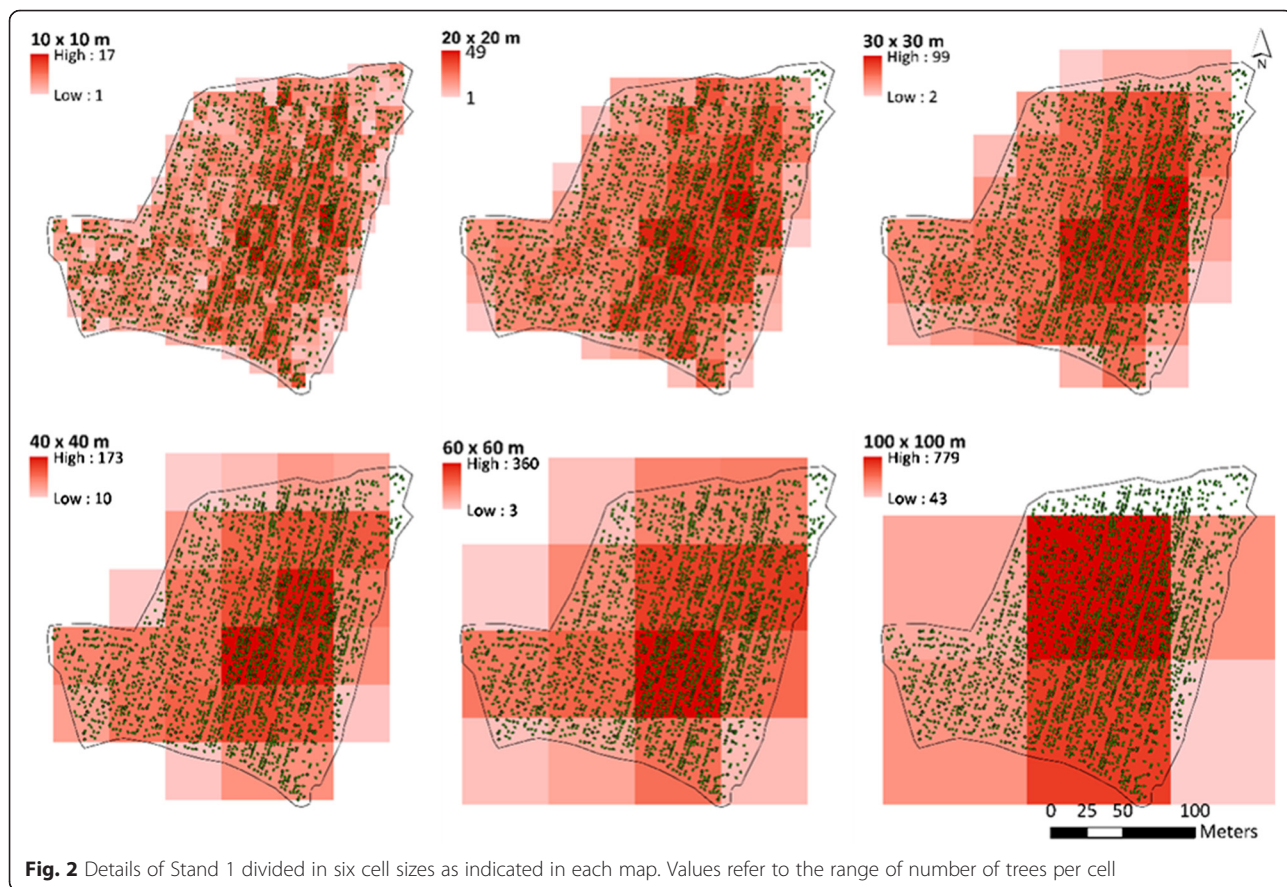 10 x 10 m
High : 17
Low : 1
20 x 20 m
49
1
30 x 30 m
High : 99
Low : 2
N
40 x 40 m
High : 173
Low : 10
60 x 60 m
High : 360
Low : 3
100 x 100 m
High : 779
Low : 43
0 25 50 100
Meters
Fig. 2 Details of Stand 1 divided in six cell sizes as indicated in each map. Values refer to the range of number of trees per cell